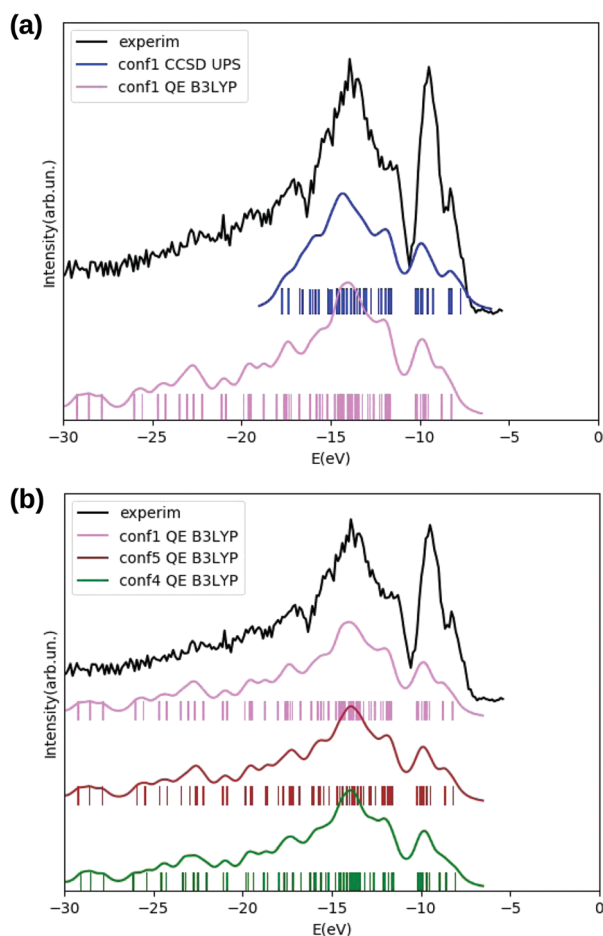 (a)
experim
conf1 CCSD UPS
conf1 QE B3LYP
Intensity(arb.un.)
−30 −25 −20 −15 −10 −5 0
E(eV)
(b)
experim
conf1 QE B3LYP
conf5 QE B3LYP
conf4 QE B3LYP
Intensity(arb.un.)
−30 −25 −20 −15 −10 −5 0
E(eV)